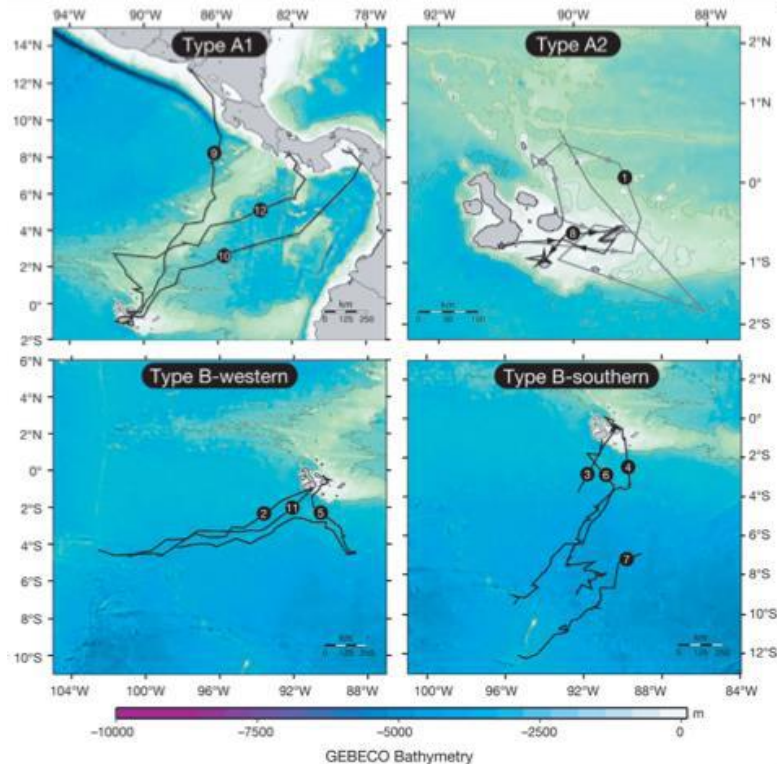 94°W 90°W 86°W 82°W 78°W
92°W 90°W 88°W
Type A1
Type A2
14°N
12°N
10°N
8°N
6°N
4°N
2°N
0°
2°S
2°N
1°N
0°
1°S
2°S
9
12
10
1
8
km
0 125 250
km
Type B-western
Type B-southern
6°N
4°N
2°N
0°
2°S
4°S
6°S
8°S
10°S
2°N
0°
2°S
4°S
6°S
8°S
10°S
12°S
2
11
5
3
6
4
7
km
0 125 250
km
0 125 250
104°W 100°W 96°W 92°W 88°W
100°W 96°W 92°W 88°W 84°W
m
−10000 −7500 −5000 −2500 0
GEBECO Bathymetry